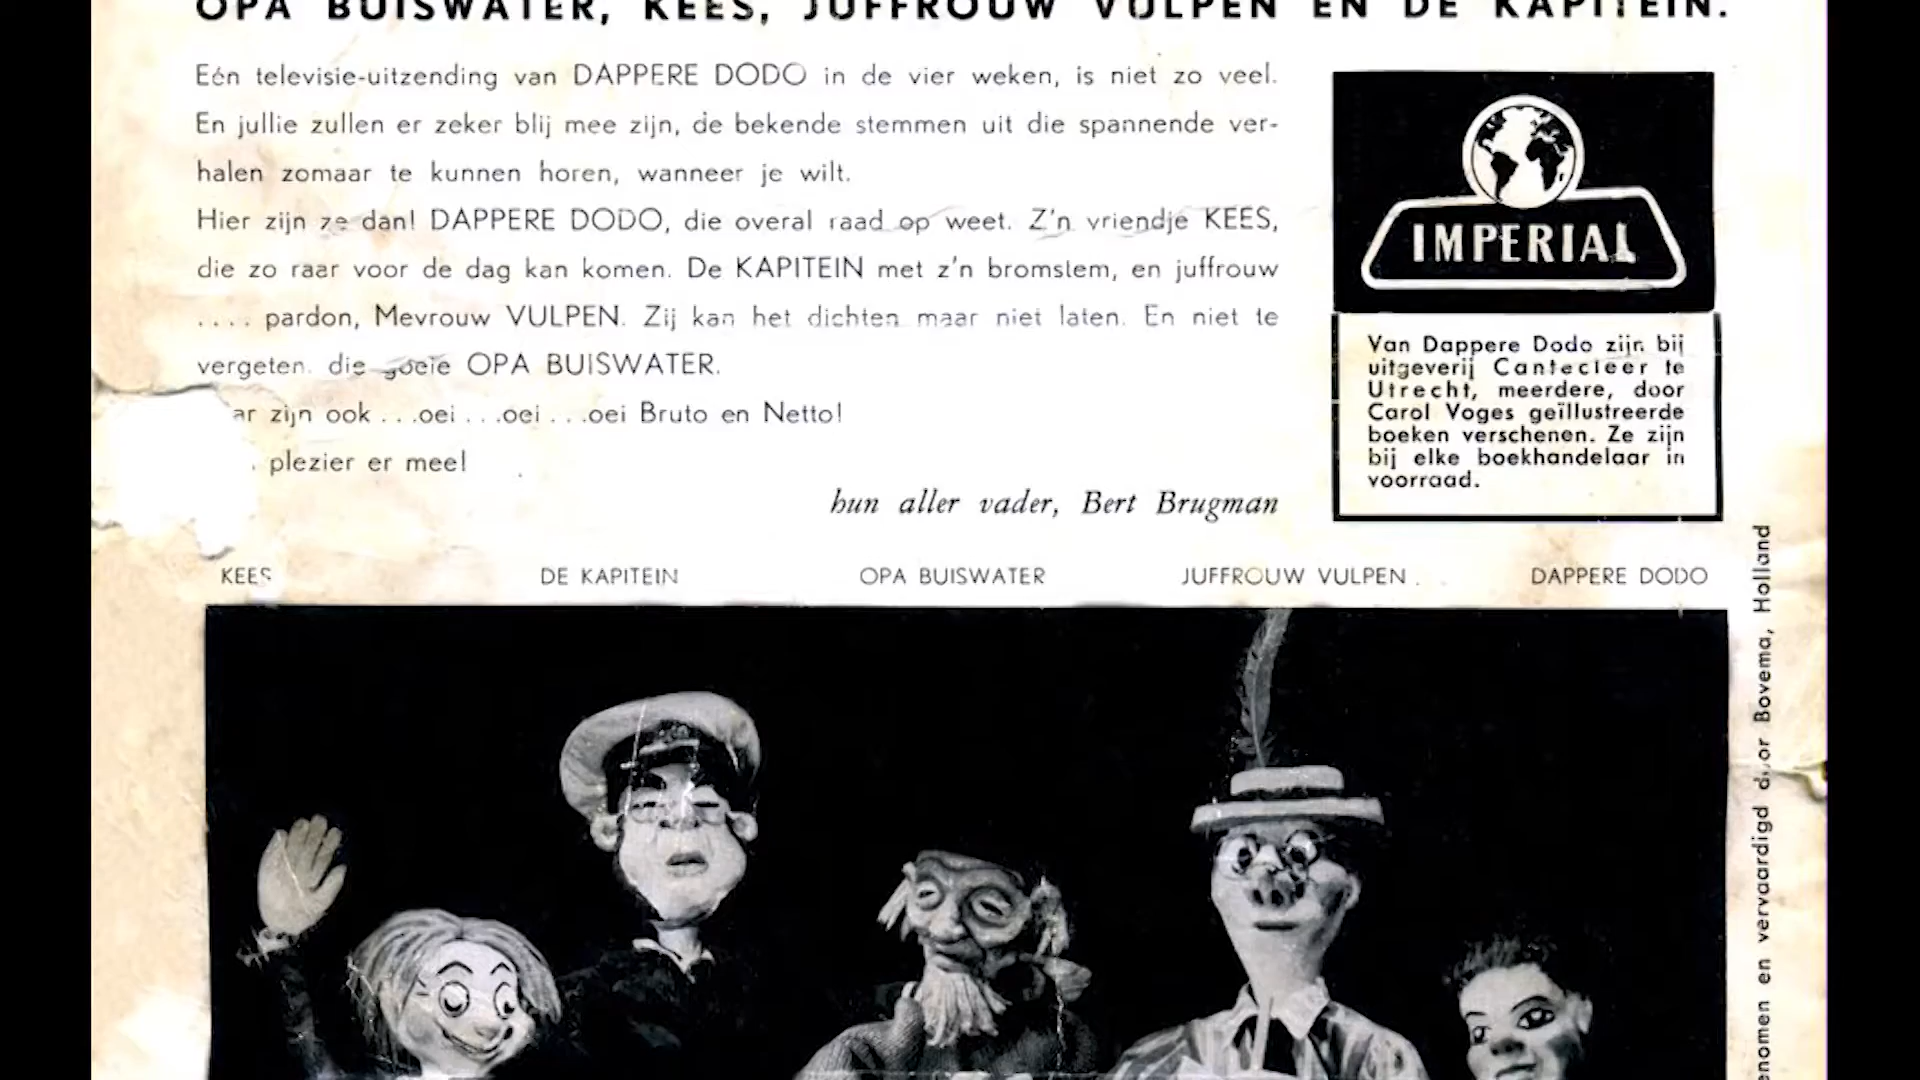 OPA BUISWATER, KEES, JUFFROUW VULPEN EN DE KAPITEIN.
Eén televisie-uitzending van DAPPERE DODO in de vier weken, is niet zo veel.
En jullie zullen er zeker blij mee zijn, de bekende stemmen uit die spannende ver-
halen zomaar te kunnen horen, wanneer je wilt.
Hier zijn ze dan! DAPPERE DODO, die overal raad op weet. Z'n vriendje KEES,
die zo raar voor de dag kan komen. De KAPITEIN met z'n bromstem, en juffrouw
.... pardon, Mevrouw VULPEN. Zij kan het dichten maar niet laten. En niet te
vergeten, die goeie OPA BUISWATER.
ar zijn ook ...oei ...oei ...oei Bruto en Netto!
plezier er mee!
hun aller vader, Bert Brugman
IMPERIAL
Van Dappere Dodo zijn bij
uitgeverij Cantecleer te
Utrecht, meerdere, door
Carol Voges geïllustreerde
boeken verschenen. Ze zijn
bij elke boekhandelaar in
voorraad.
KEES DE KAPITEIN OPA BUISWATER JUFFROUW VULPEN DAPPERE DODO
enomen en vervaardigd door Bovema, Holland